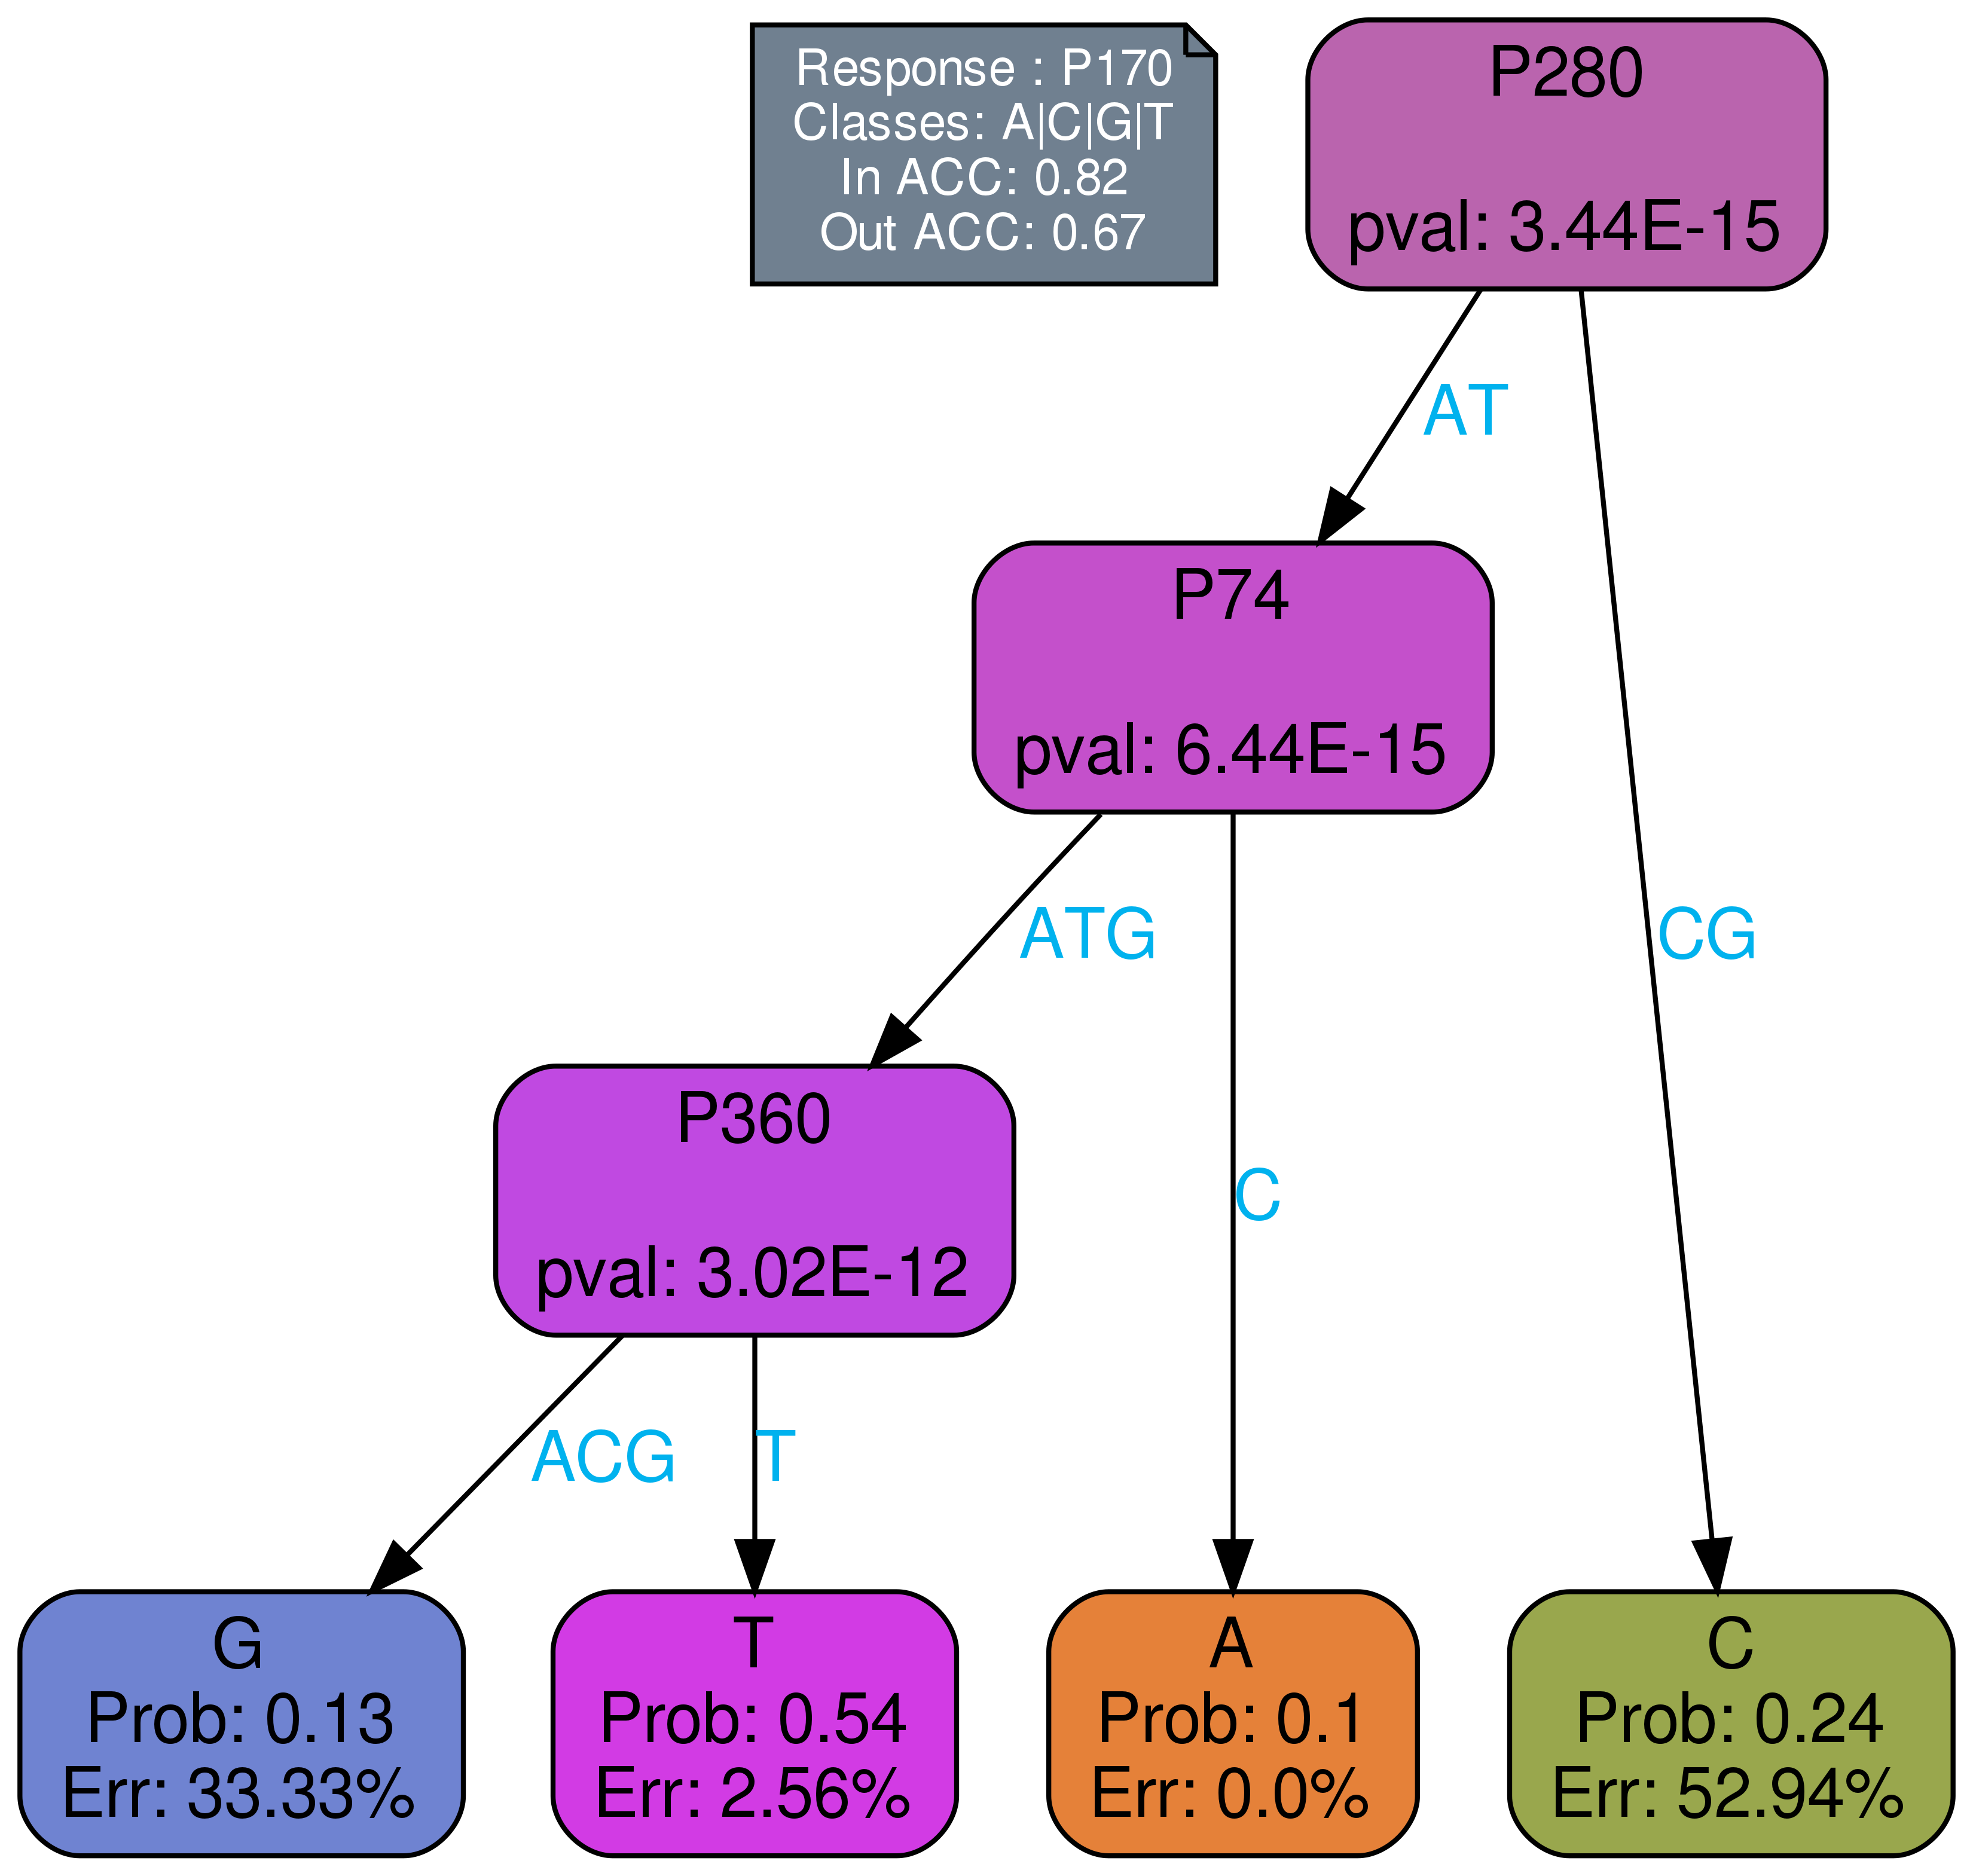 Response : P170
Classes: A|C|G|T
In ACC: 0.82
Out ACC: 0.67
P280
pval: 3.44E-15
AT
P74
pval: 6.44E-15
ATG
CG
P360
pval: 3.02E-12
C
ACG
T
G
Prob: 0.13
Err: 33.33%
T
Prob: 0.54
Err: 2.56%
A
Prob: 0.1
Err: 0.0%
C
Prob: 0.24
Err: 52.94%